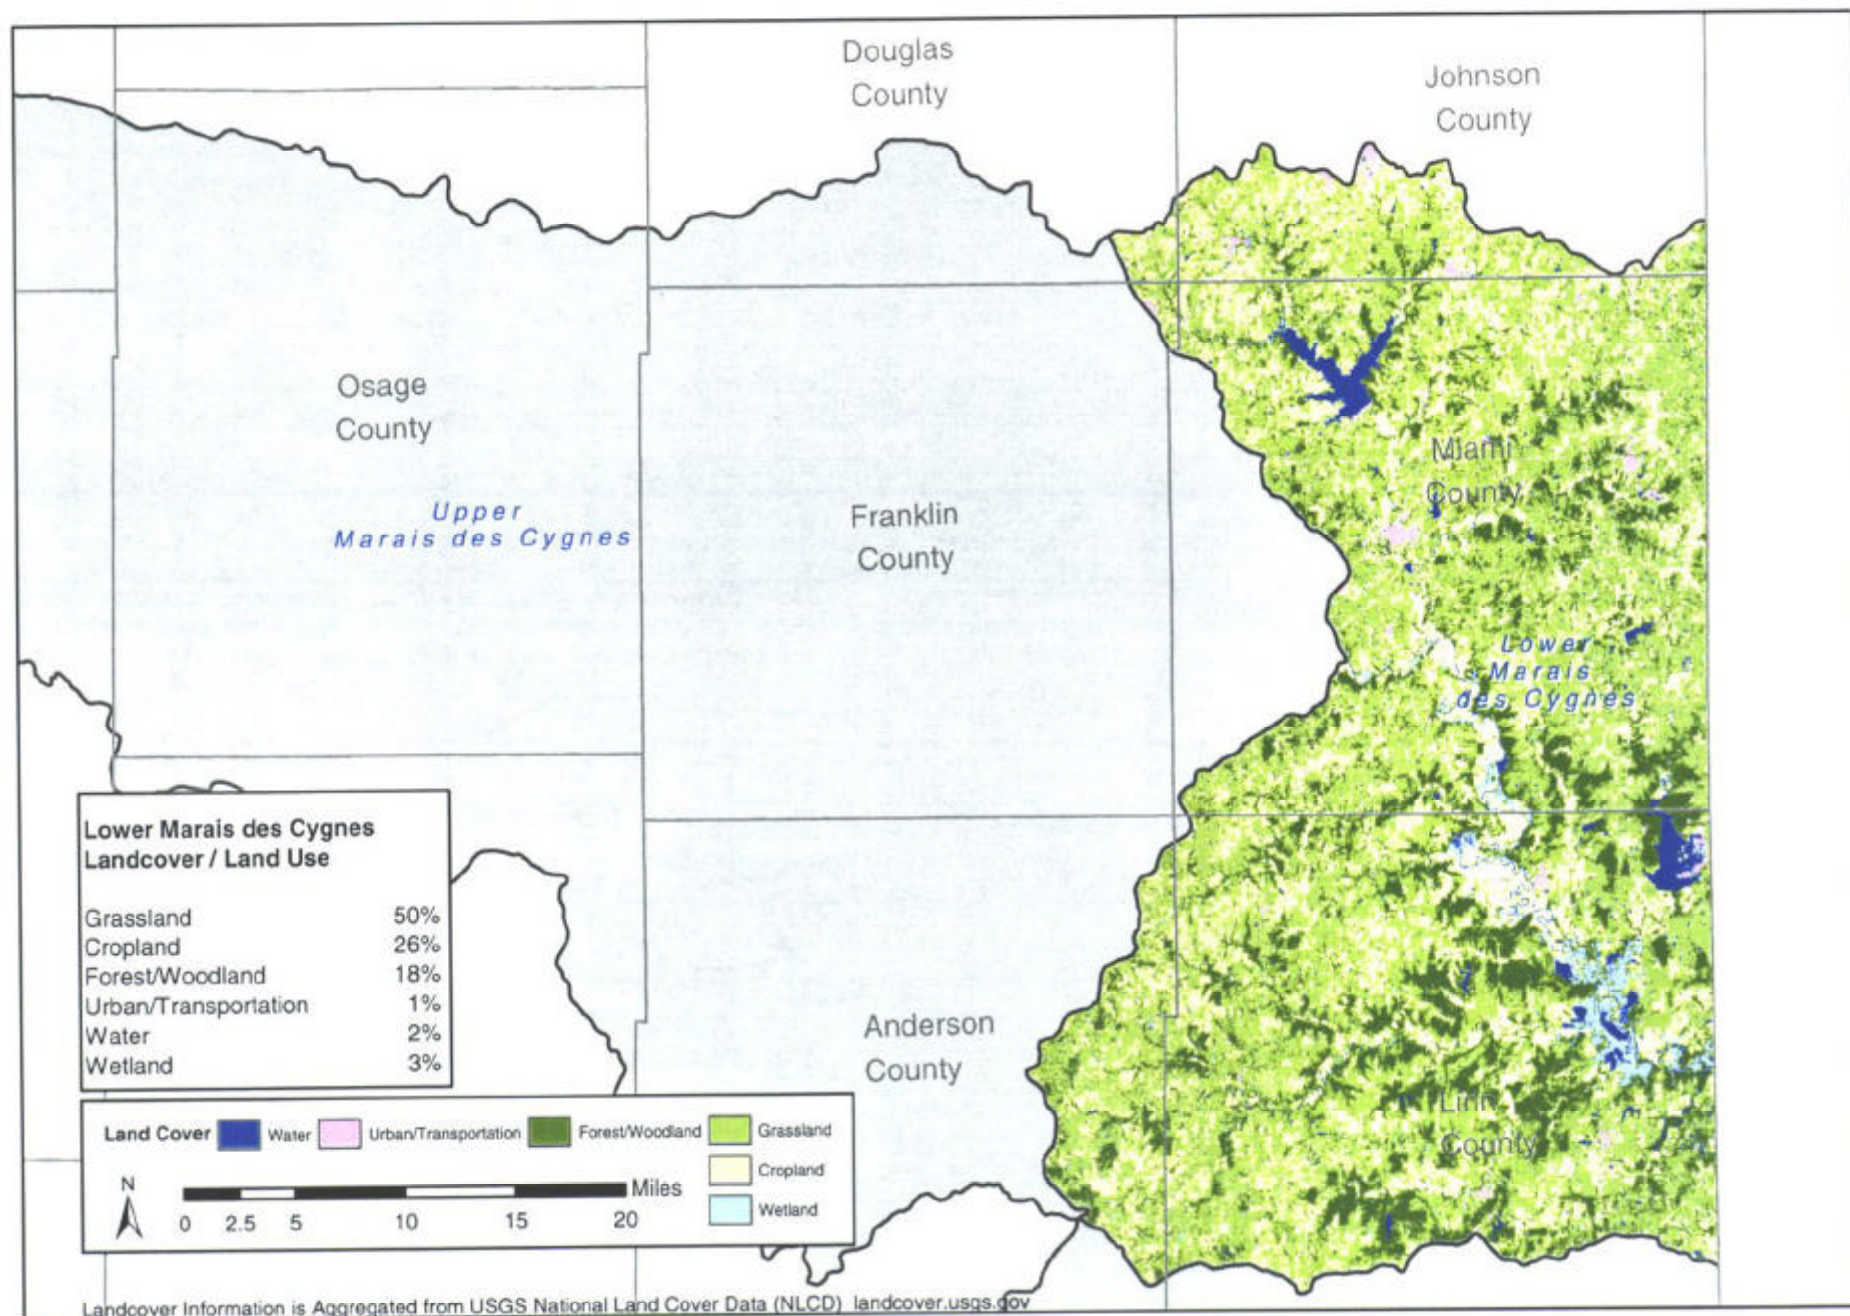 Douglas
County
Johnson
County
Osage
County
Miami
County
Upper
Marais des Cygnes
Franklin
County
Lower
Marais
des Cygnes
Anderson
County
Linn
County
Lower Marais des Cygnes
Landcover / Land Use
Grassland 50%
Cropland 26%
Forest/Woodland 18%
Urban/Transportation 1%
Water 2%
Wetland 3%
Land Cover Water Urban/Transportation Forest/Woodland Grassland
Cropland
Wetland
N
Miles
0 2.5 5 10 15 20
Landcover Information is Aggregated from USGS National Land Cover Data (NLCD) landcover.usgs.gov